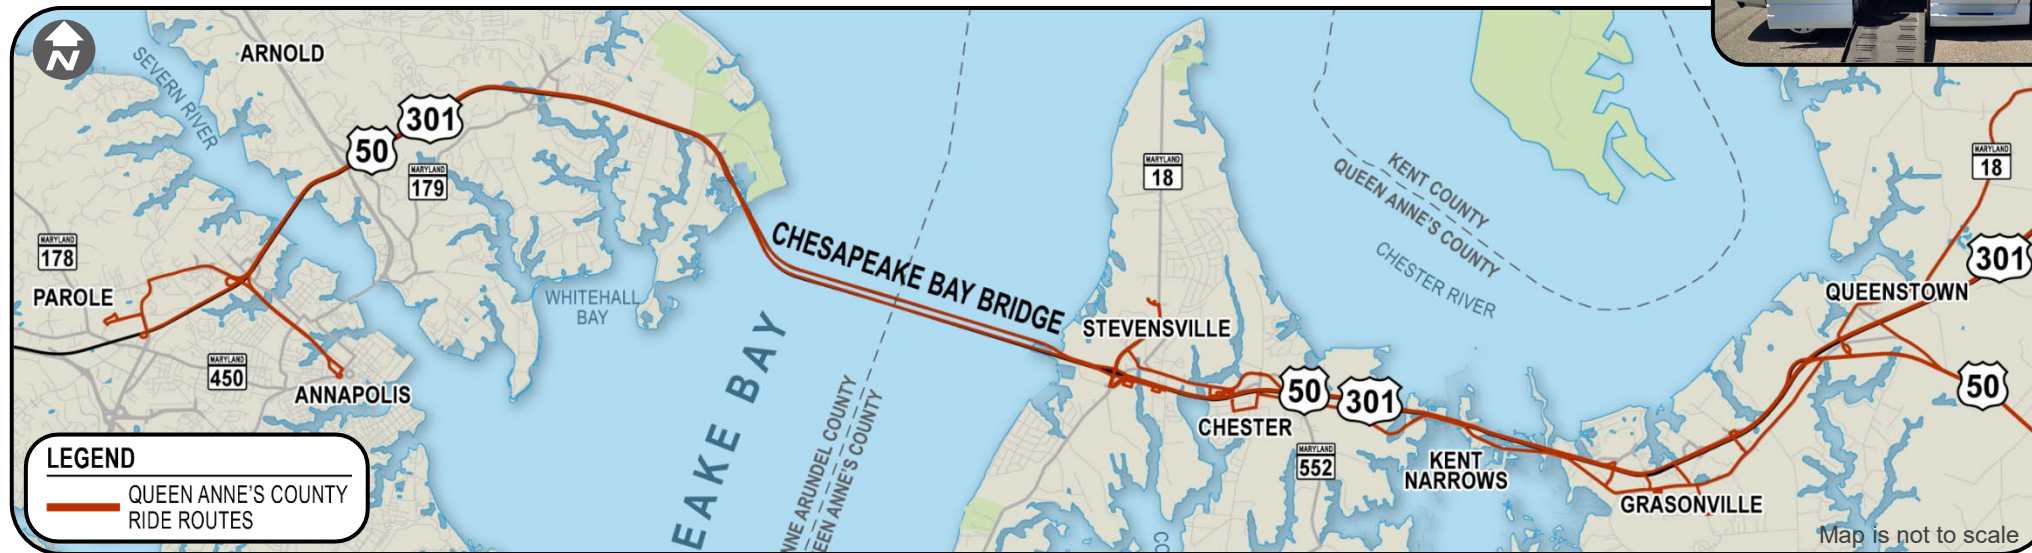 N
ARNOLD
SEVERN RIVER
301
50
MARYLAND
179
MARYLAND
178
PAROLE
MARYLAND
450
ANNAPOLIS
WHITEHALL
BAY
CHESAPEAKE BAY BRIDGE
EAKE BAY
ANNE ARUNDEL COUNTY
QUEEN ANNE'S COUNTY
MARYLAND
18
STEVENSVILLE
CHESTER
50
301
MARYLAND
552
KENT
NARROWS
KENT COUNTY
QUEEN ANNE'S COUNTY
CHESTER RIVER
MARYLAND
18
301
QUEENSTOWN
50
GRASONVILLE
CO
LEGEND
QUEEN ANNE'S COUNTY
RIDE ROUTES
Map is not to scale